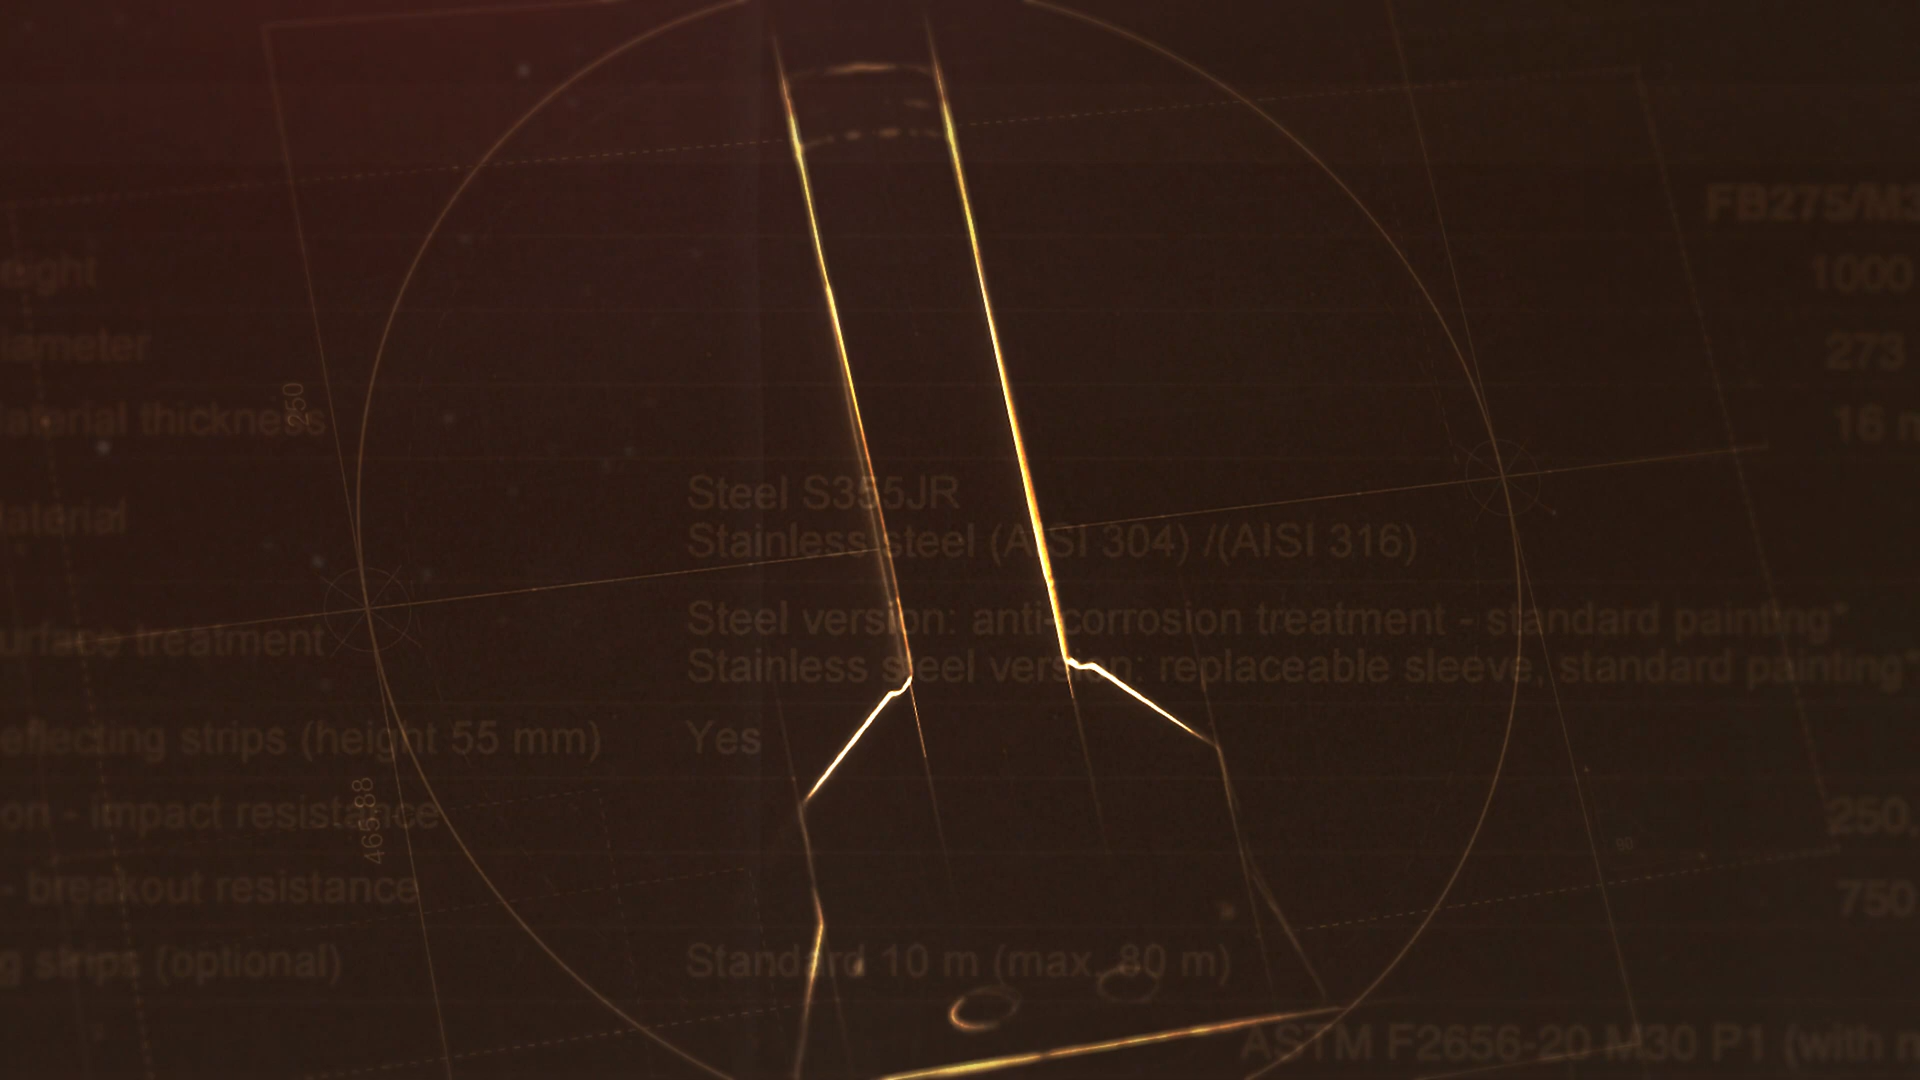 FB275/M3
eight 1000
iameter 273
aterial thickness 16 m
250
aterial Steel S355JR
Stainless steel (AISI 304) /(AISI 316)
urface treatment Steel version: anti-corrosion treatment - standard painting*
Stainless steel version: replaceable sleeve, standard painting*
eflecting strips (height 55 mm) Yes
on - impact resistance 250,
465,88
90
- breakout resistance 750
g strips (optional) Standard 10 m (max. 80 m)
ASTM F2656-20 M30 P1 (with